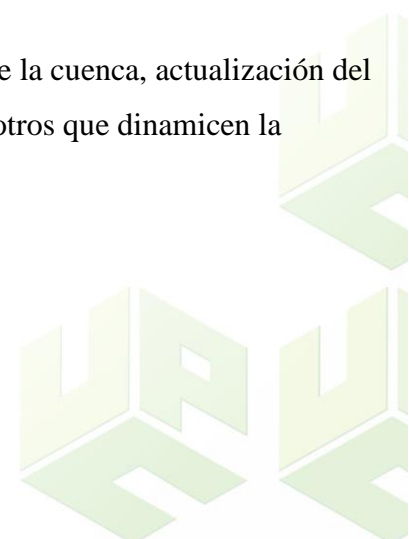 e la cuenca, actualización del
otros que dinamicen la